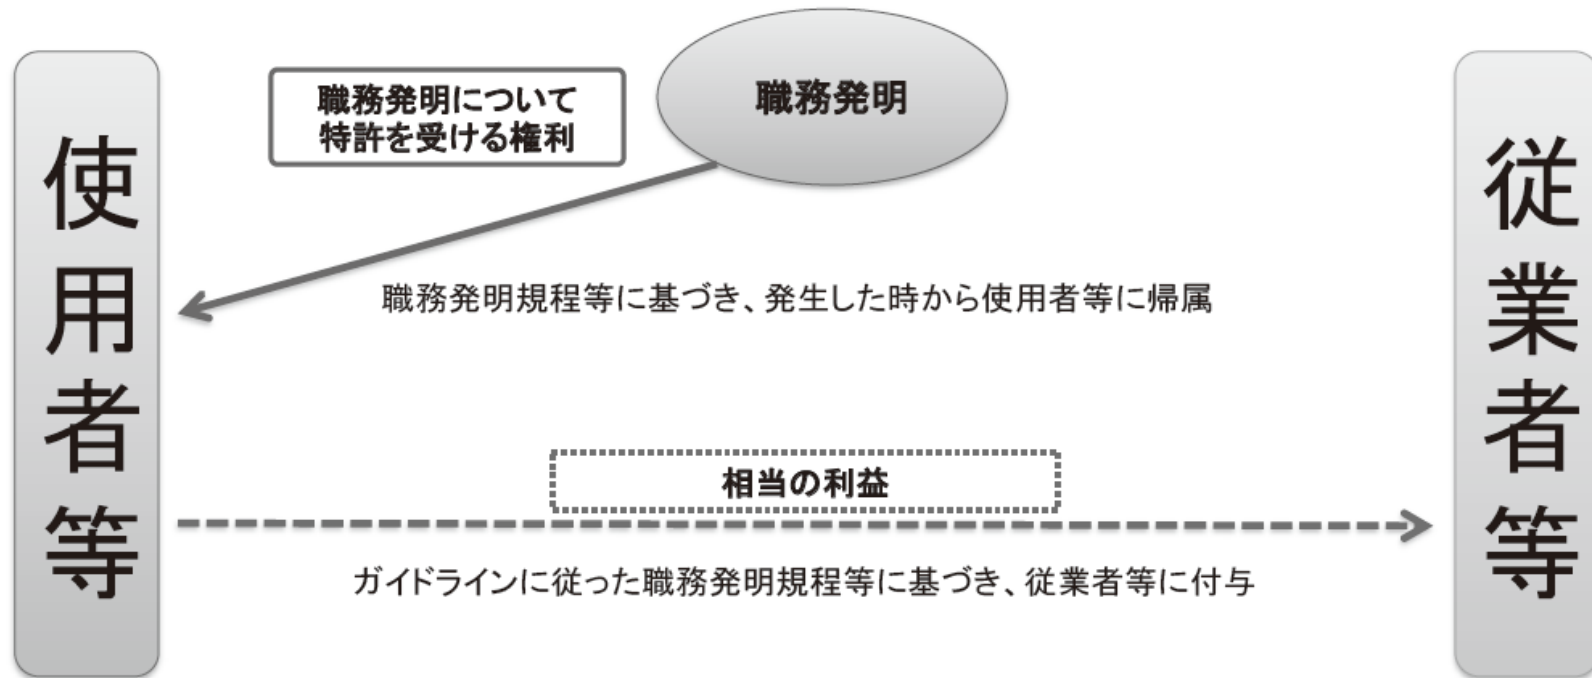 職務発明について
特許を受ける権利
職務発明
使用者等
従業者等
職務発明規程等に基づき、発生した時から使用者等に帰属
相当の利益
ガイドラインに従った職務発明規程等に基づき、従業者等に付与